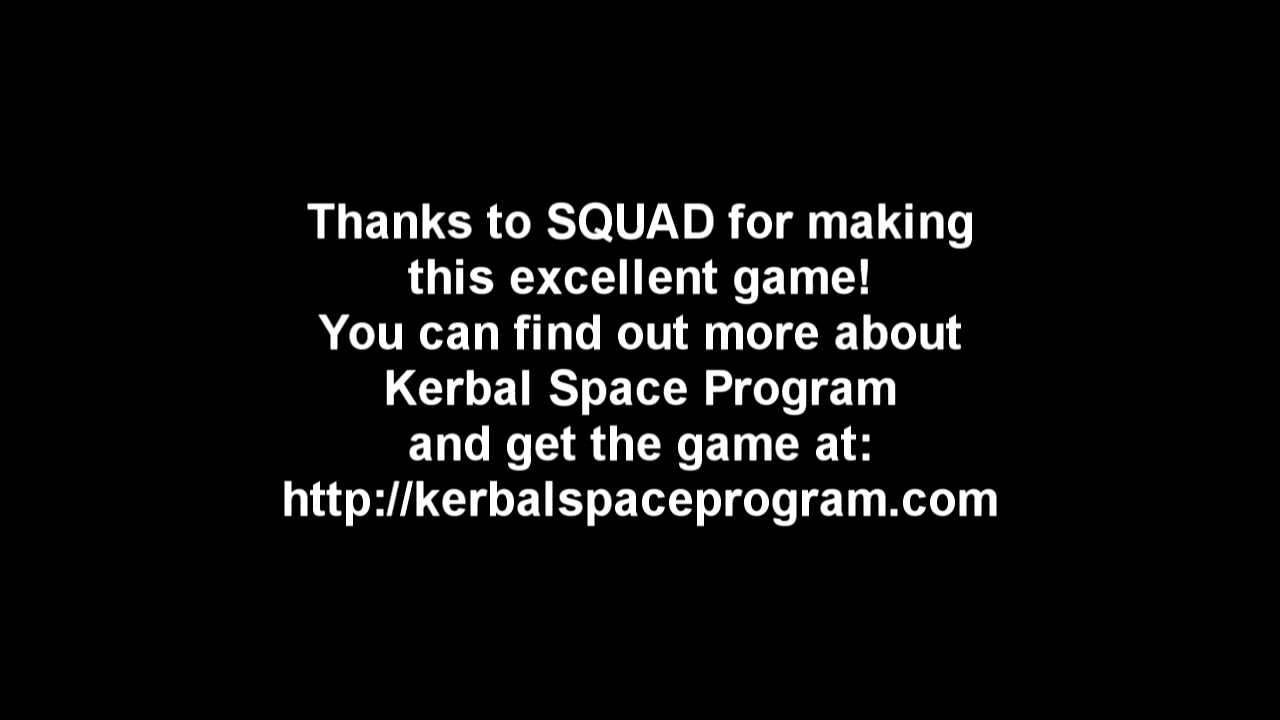 Thanks to SQUAD for making
this excellent game!
You can find out more about
Kerbal Space Program
and get the game at:
http://kerbalspaceprogram.com